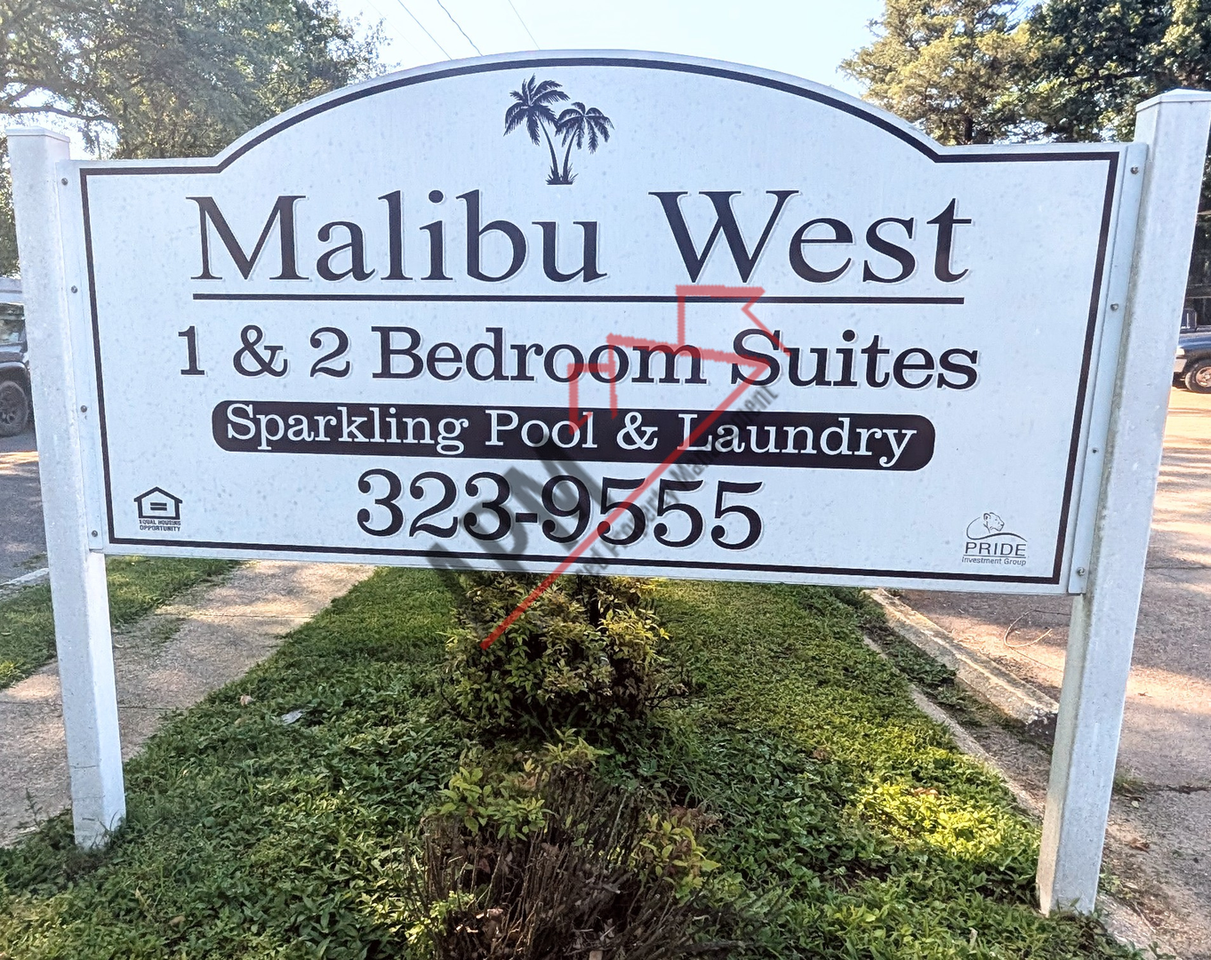 Malibu West
1 & 2 Bedroom Suites
Sparkling Pool & Laundry
323-9555
EQUAL HOUSING
OPPORTUNITY
PRIDE
Investment Group